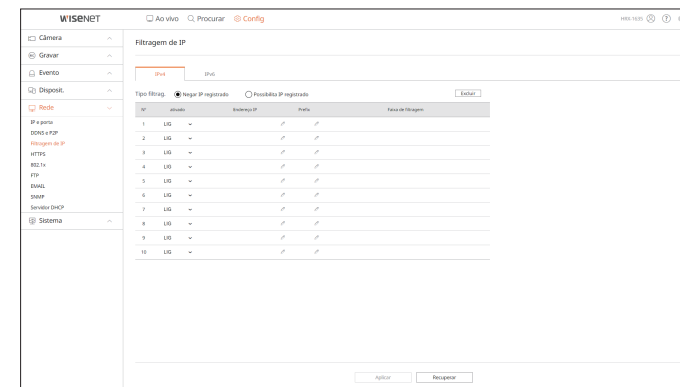 WISENET Ao vivo Procurar Config HRX-1635
Câmera
Gravar
Evento
Disposit.
Rede
IP e porta
DDNS e P2P
Filtragem de IP
HTTPS
802.1x
FTP
EMAIL
SNMP
Servidor DHCP
Sistema
Filtragem de IP
IPv4 IPv6
Tipo filtrag. Negar IP registrado Possibilita IP registrado Excluir
Nº ativado Endereço IP Prefix Faixa de filtragem
1 LIG
2 LIG
3 LIG
4 LIG
5 LIG
6 LIG
7 LIG
8 LIG
9 LIG
10 LIG
Aplicar Recuperar